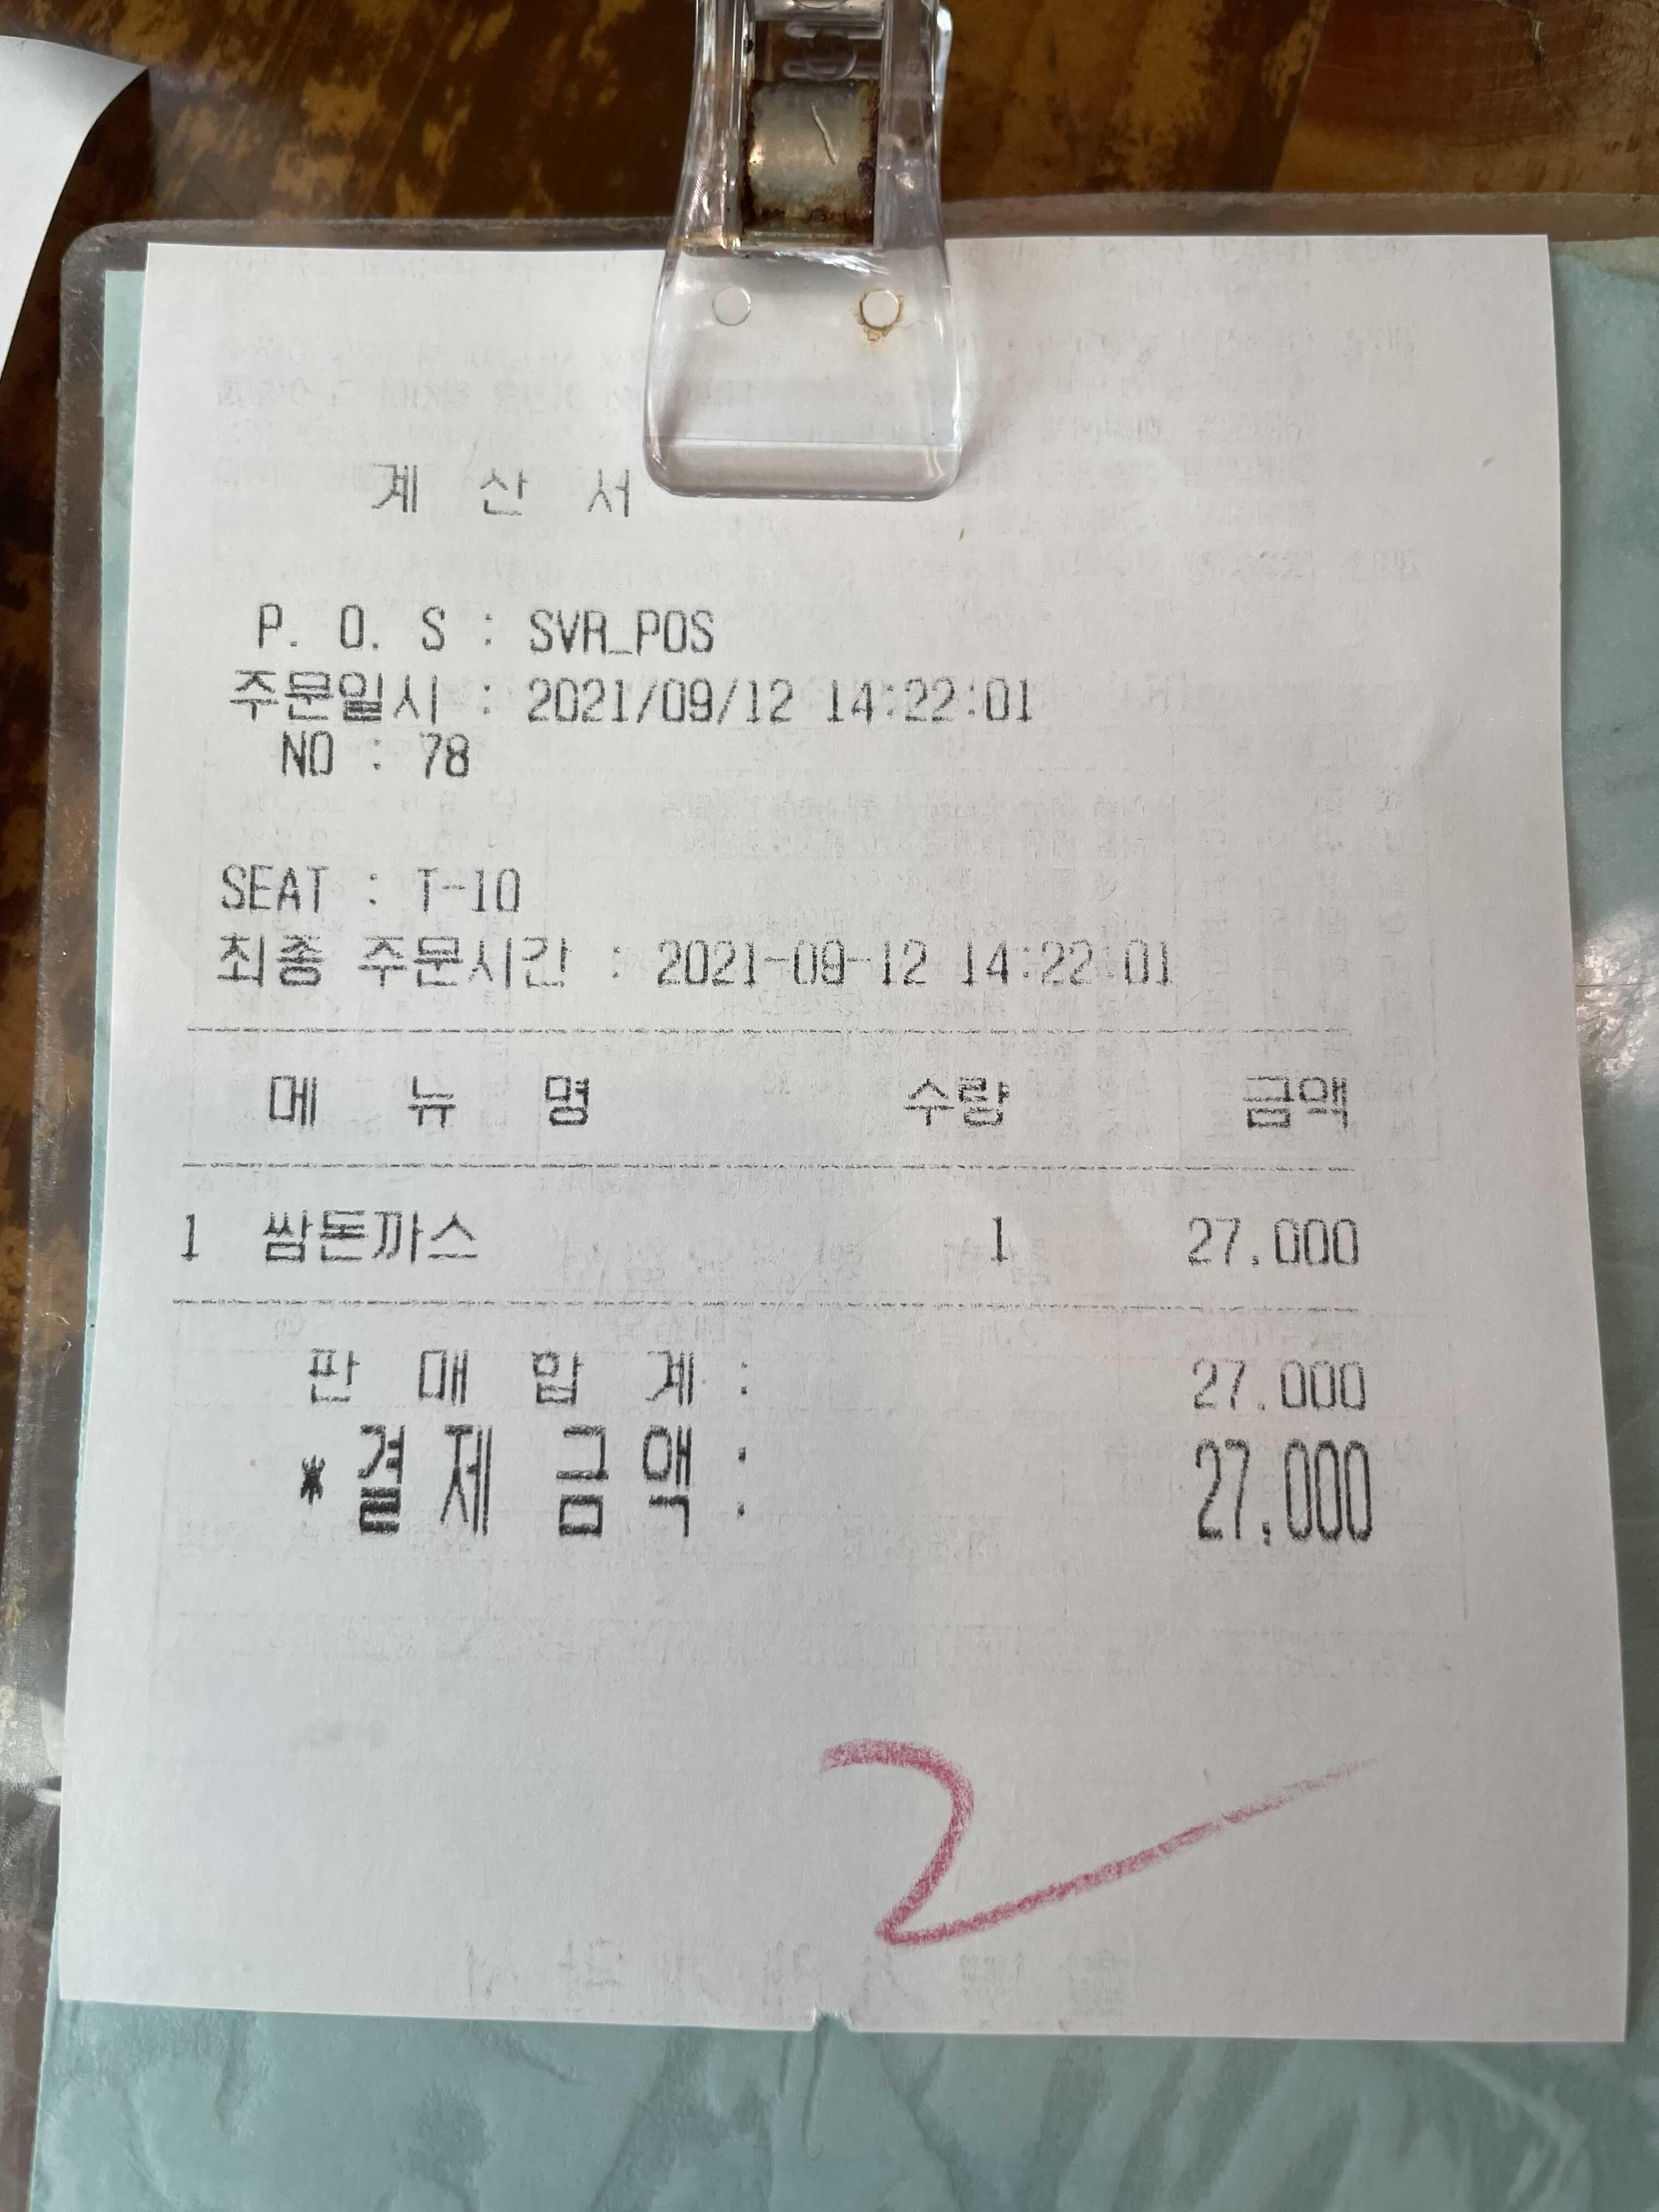 계 산 서
P. O. S : SVR_POS
주문일시 : 2021/09/12 14:22:01
NO : 78
SEAT : T-10
최종 주문시간 : 2021-09-12 14:22:01
메 뉴 명 수량 금액
1 쌈돈까스 1 27,000
판 매 합 계 : 27,000
*결 제 금 액 : 27,000
2